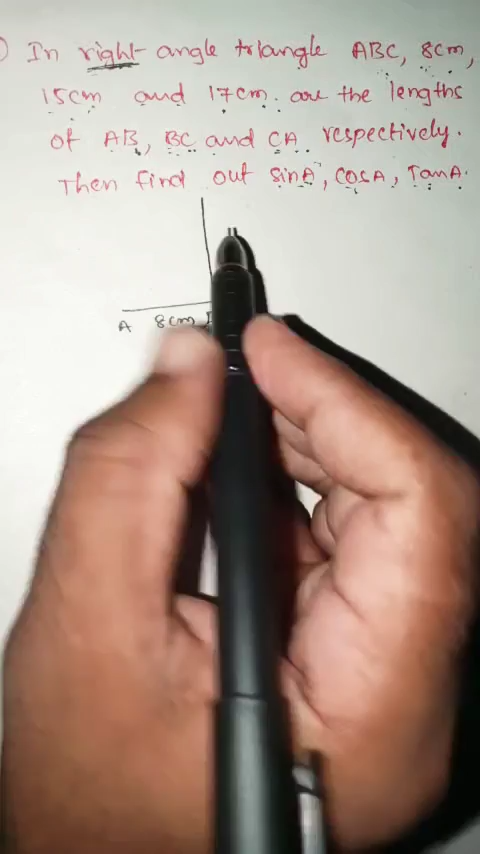 ) In right angle triangle ABC, 8cm,
15cm and 17cm. are the lengths
of AB, BC and CA respectively.
Then find out sinA, cosA, TanA.
A 8cm